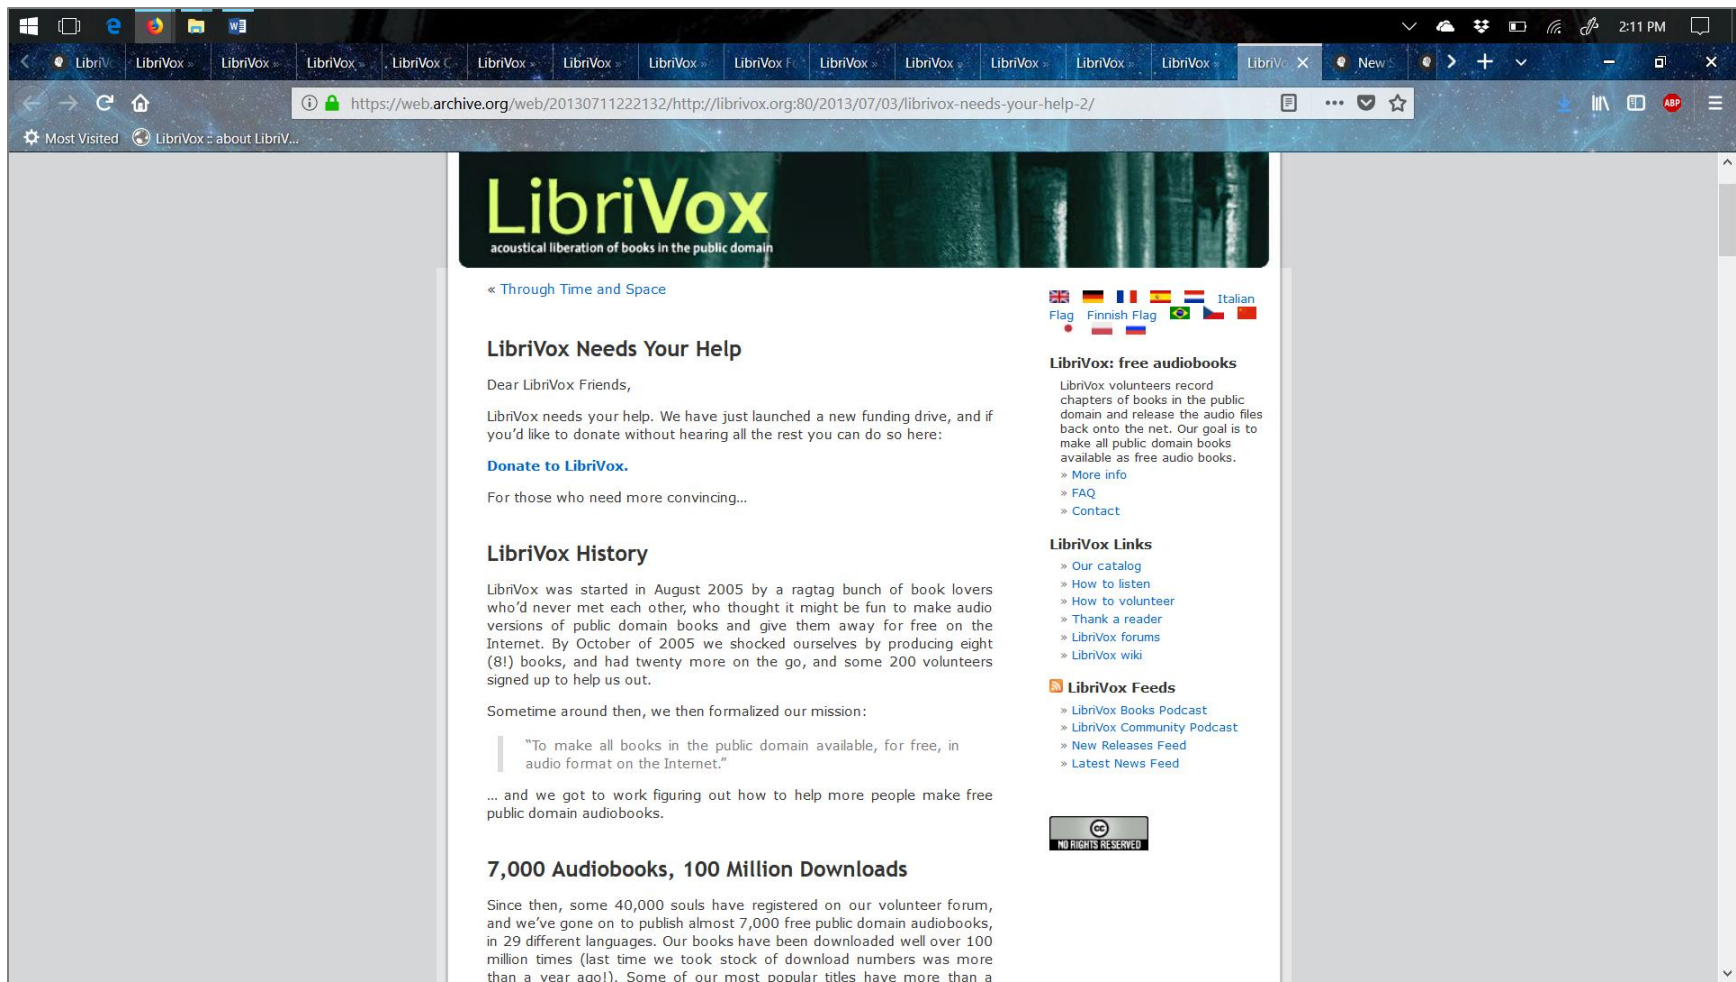 2:11 PM
LibriV
LibriVox »
LibriVox »
LibriVox »
LibriVox C
LibriVox »
LibriVox »
LibriVox »
LibriVox F
LibriVox »
LibriVox »
LibriVox »
LibriVox »
LibriVox »
LibriVo
New S
https://web.archive.org/web/20130711222132/http://librivox.org:80/2013/07/03/librivox-needs-your-help-2/
ABP
Most Visited
LibriVox :: about LibriV...
LibriVox
acoustical liberation of books in the public domain
« Through Time and Space
LibriVox Needs Your Help
Dear LibriVox Friends,
LibriVox needs your help. We have just launched a new funding drive, and if
you’d like to donate without hearing all the rest you can do so here:
Donate to LibriVox.
For those who need more convincing…
LibriVox History
LibriVox was started in August 2005 by a ragtag bunch of book lovers
who’d never met each other, who thought it might be fun to make audio
versions of public domain books and give them away for free on the
Internet. By October of 2005 we shocked ourselves by producing eight
(8!) books, and had twenty more on the go, and some 200 volunteers
signed up to help us out.
Sometime around then, we then formalized our mission:
“To make all books in the public domain available, for free, in
audio format on the Internet.”
… and we got to work figuring out how to help more people make free
public domain audiobooks.
7,000 Audiobooks, 100 Million Downloads
Since then, some 40,000 souls have registered on our volunteer forum,
and we’ve gone on to publish almost 7,000 free public domain audiobooks,
in 29 different languages. Our books have been downloaded well over 100
million times (last time we took stock of download numbers was more
than a year ago!). Some of our most popular titles have more than a
Italian
Flag Finnish Flag
LibriVox: free audiobooks
LibriVox volunteers record
chapters of books in the public
domain and release the audio files
back onto the net. Our goal is to
make all public domain books
available as free audio books.
» More info
» FAQ
» Contact
LibriVox Links
» Our catalog
» How to listen
» How to volunteer
» Thank a reader
» LibriVox forums
» LibriVox wiki
LibriVox Feeds
» LibriVox Books Podcast
» LibriVox Community Podcast
» New Releases Feed
» Latest News Feed
cc
NO RIGHTS RESERVED